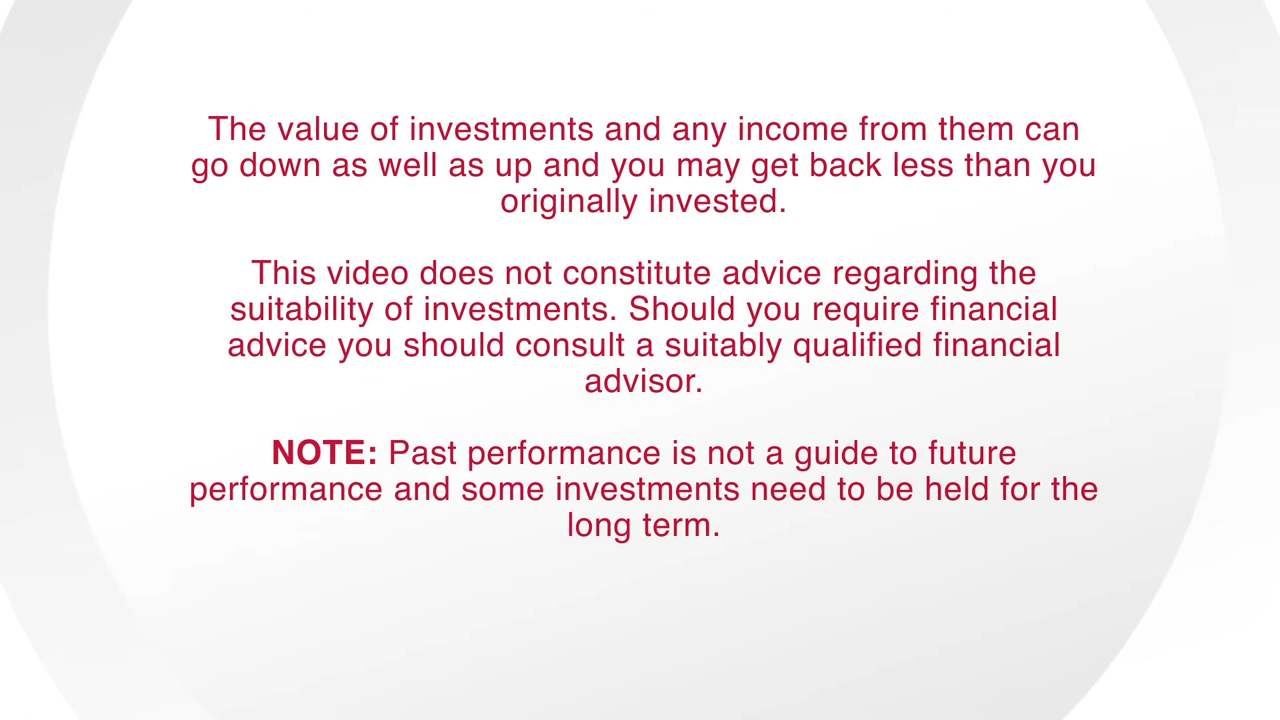 The value of investments and any income from them can
go down as well as up and you may get back less than you
originally invested.
This video does not constitute advice regarding the
suitability of investments. Should you require financial
advice you should consult a suitably qualified financial
advisor.
NOTE: Past performance is not a guide to future
performance and some investments need to be held for the
long term.